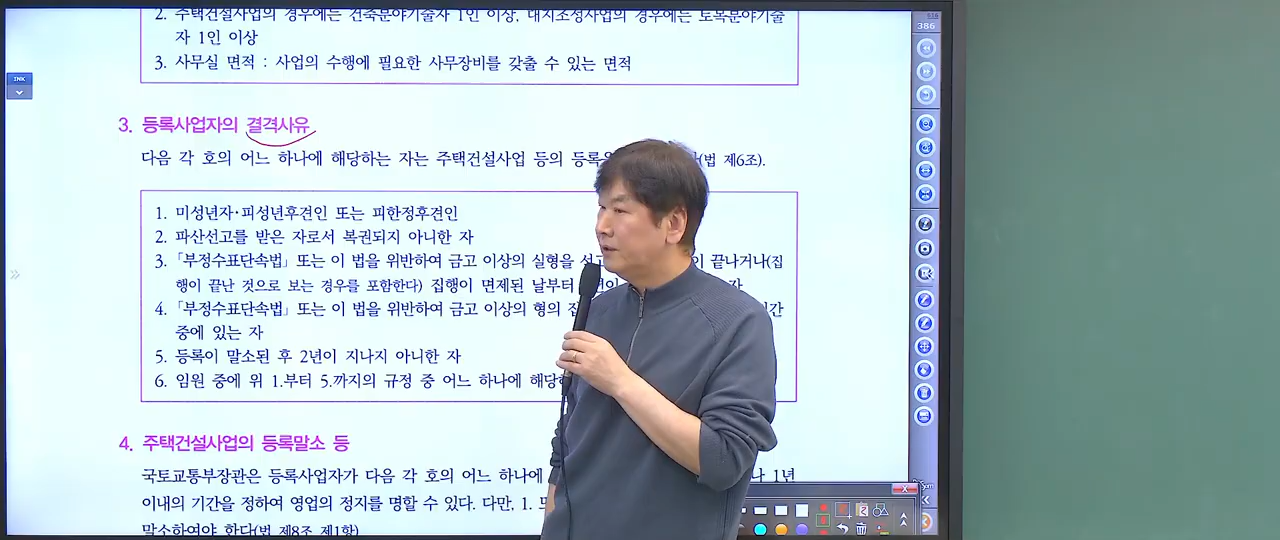 2. 주택건설사업의 경우에는 건축분야기술자 1인 이상, 대지조성사업의 경우에는 토목분야기술
자 1인 이상
3. 사무실 면적 : 사업의 수행에 필요한 사무장비를 갖출 수 있는 면적
386
INK
3. 등록사업자의 결격사유
다음 각 호의 어느 하나에 해당하는 자는 주택건설사업 등의 등록을 (법 제6조).
1. 미성년자·피성년후견인 또는 피한정후견인
2. 파산선고를 받은 자로서 복권되지 아니한 자
3. 「부정수표단속법」 또는 이 법을 위반하여 금고 이상의 실형을 이 끝나거나(집
행이 끝난 것으로 보는 경우를 포함한다) 집행이 면제된 날부터 자
4. 「부정수표단속법」 또는 이 법을 위반하여 금고 이상의 형의 간
중에 있는 자
5. 등록이 말소된 후 2년이 지나지 아니한 자
6. 임원 중에 위 1.부터 5.까지의 규정 중 어느 하나에
4. 주택건설사업의 등록말소 등
국토교통부장관은 등록사업자가 다음 각 호의 어느 하나에 나 1년
이내의 기간을 정하여 영업의 정지를 명할 수 있다. 다만, 1.
말소하여야 한다(법 제8조 제1항)